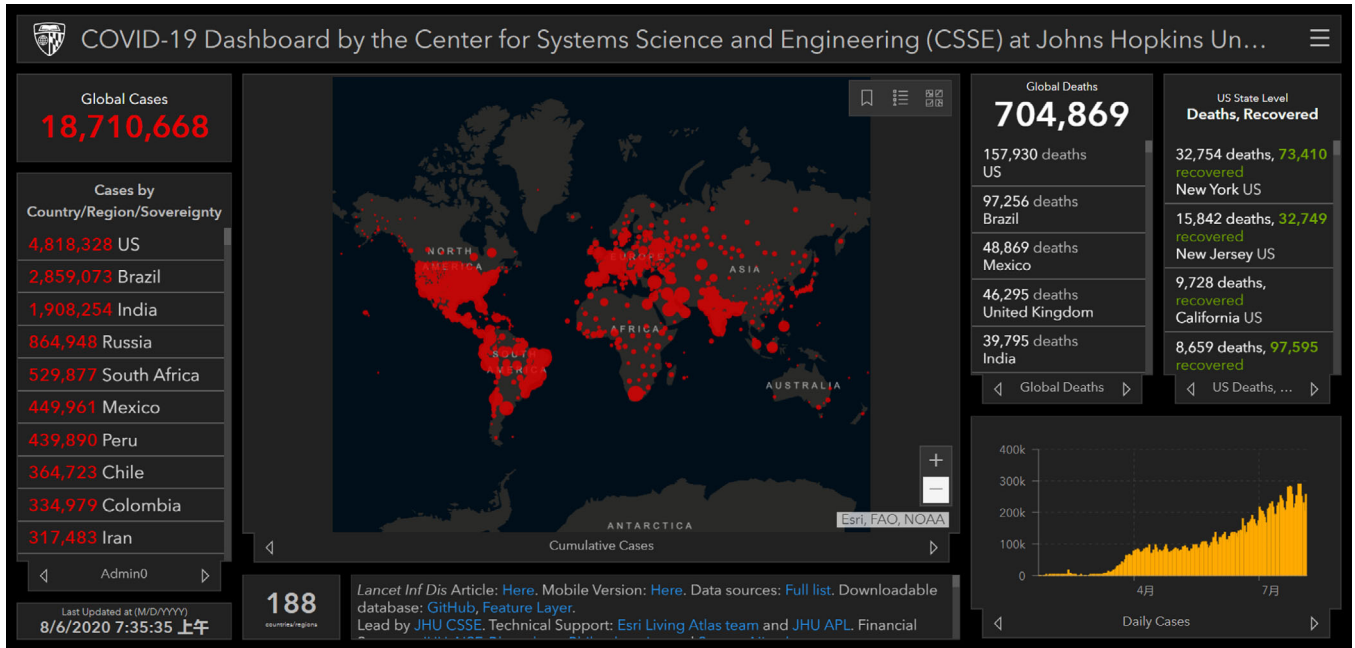 COVID-19 Dashboard by the Center for Systems Science and Engineering (CSSE) at Johns Hopkins Un...
Global Cases
18,710,668
Cases by
Country/Region/Sovereignty
4,818,328 US
2,859,073 Brazil
1,908,254 India
864,948 Russia
529,877 South Africa
449,961 Mexico
439,890 Peru
364,723 Chile
334,979 Colombia
317,483 Iran
Admin0
Last Updated at (M/D/YYYY)
8/6/2020 7:35:35 上午
NORTH
AMERICA
SOUTH
AMERICA
EUROPE
ASIA
AFRICA
AUSTRALIA
ANTARCTICA
Esri, FAO, NOAA
Cumulative Cases
188
countries/regions
Lancet Inf Dis Article: Here. Mobile Version: Here. Data sources: Full list. Downloadable
database: GitHub, Feature Layer.
Lead by JHU CSSE. Technical Support: Esri Living Atlas team and JHU APL. Financial
Global Deaths
704,869
157,930 deaths
US
97,256 deaths
Brazil
48,869 deaths
Mexico
46,295 deaths
United Kingdom
39,795 deaths
India
Global Deaths
US State Level
Deaths, Recovered
32,754 deaths, 73,410
recovered
New York US
15,842 deaths, 32,749
recovered
New Jersey US
9,728 deaths,
recovered
California US
8,659 deaths, 97,595
recovered
US Deaths, ...
400k
300k
200k
100k
0
4月
7月
Daily Cases